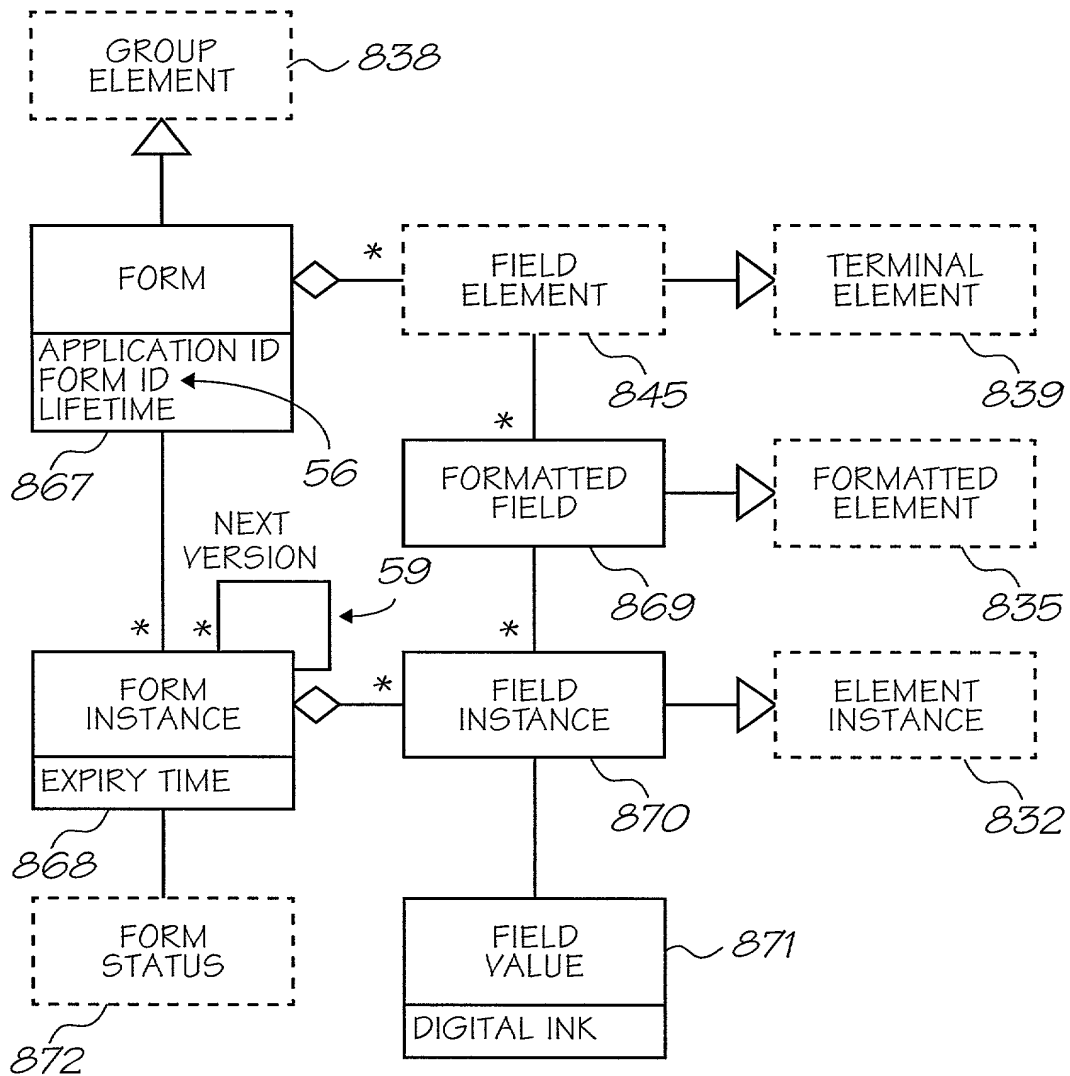 GROUP
ELEMENT
838
FORM
*
FIELD
ELEMENT
TERMINAL
ELEMENT
APPLICATION ID
FORM ID
LIFETIME
845
839
867
56
*
FORMATTED
FIELD
FORMATTED
ELEMENT
NEXT
VERSION
59
869
835
*
*
*
FORM
INSTANCE
*
FIELD
INSTANCE
ELEMENT
INSTANCE
EXPIRY TIME
870
832
868
FORM
STATUS
FIELD
VALUE
871
DIGITAL INK
872